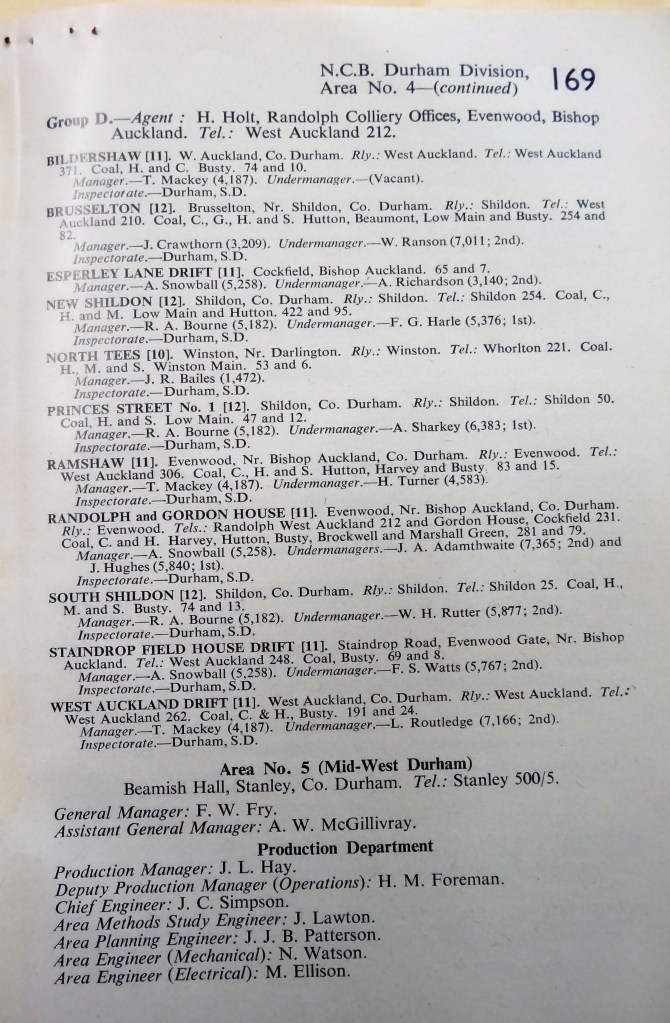 N.C.B. Durham Division,
Area No. 4—(continued) 169
Group D.—Agent : H. Holt, Randolph Colliery Offices, Evenwood, Bishop
Auckland. Tel.: West Auckland 212.
BILDERSHAW [11]. W. Auckland, Co. Durham. Rly.: West Auckland. Tel.: West Auckland
371. Coal, H. and C. Busty. 74 and 10.
Manager.—T. Mackey (4,187). Undermanager.—(Vacant).
Inspectorate.—Durham, S.D.
BRUSSELTON [12]. Brusselton, Nr. Shildon, Co. Durham. Rly.: Shildon. Tel.: West
Auckland 210. Coal, C., G., H. and S. Hutton, Beaumont, Low Main and Busty. 254 and
82.
Manager.—J. Crawthorn (3,209). Undermanager.—W. Ranson (7,011; 2nd).
Inspectorate.—Durham, S.D.
ESPERLEY LANE DRIFT [11]. Cockfield, Bishop Auckland. 65 and 7.
Manager.—A. Snowball (5,258). Undermanager.—A. Richardson (3,140; 2nd).
NEW SHILDON [12]. Shildon, Co. Durham. Rly.: Shildon. Tel.: Shildon 254. Coal, C.,
H. and M. Low Main and Hutton. 422 and 95.
Manager.—R. A. Bourne (5,182). Undermanager.—F. G. Harle (5,376; 1st).
Inspectorate.—Durham, S.D.
NORTH TEES [10]. Winston, Nr. Darlington. Rly.: Winston. Tel.: Whorlton 221. Coal.
H., M. and S. Winston Main. 53 and 6.
Manager.—J. R. Bailes (1,472).
Inspectorate.—Durham, S.D.
PRINCES STREET No. 1 [12]. Shildon, Co. Durham. Rly.: Shildon. Tel.: Shildon 50.
Coal, H. and S. Low Main. 47 and 12.
Manager.—R. A. Bourne (5,182). Undermanager.—A. Sharkey (6,383; 1st).
Inspectorate.—Durham, S.D.
RAMSHAW [11]. Evenwood, Nr. Bishop Auckland, Co. Durham. Rly.: Evenwood. Tel.:
West Auckland 306. Coal, C., H. and S. Hutton, Harvey and Busty. 83 and 15.
Manager.—T. Mackey (4,187). Undermanager.—H. Turner (4,583).
Inspectorate.—Durham, S.D.
RANDOLPH and GORDON HOUSE [11]. Evenwood, Nr. Bishop Auckland, Co. Durham.
Rly.: Evenwood. Tels.: Randolph West Auckland 212 and Gordon House, Cockfield 231.
Coal, C. and H. Harvey, Hutton, Busty, Brockwell and Marshall Green, 281 and 79.
Manager.—A. Snowball (5,258). Undermanagers.—J. A. Adamthwaite (7,365; 2nd) and
J. Hughes (5,840; 1st).
Inspectorate.—Durham, S.D.
SOUTH SHILDON [12]. Shildon, Co. Durham. Rly.: Shildon. Tel.: Shildon 25. Coal, H.,
M. and S. Busty. 74 and 13.
Manager.—R. A. Bourne (5,182). Undermanager.—W. H. Rutter (5,877; 2nd).
Inspectorate.—Durham, S.D.
STAINDROP FIELD HOUSE DRIFT [11]. Staindrop Road, Evenwood Gate, Nr. Bishop
Auckland. Tel.: West Auckland 248. Coal, Busty. 69 and 8.
Manager.—A. Snowball (5,258). Undermanager.—F. S. Watts (5,767; 2nd).
Inspectorate.—Durham, S.D.
WEST AUCKLAND DRIFT [11]. West Auckland, Co. Durham. Rly.: West Auckland. Tel.:
West Auckland 262. Coal, C. & H., Busty. 191 and 24.
Manager.—T. Mackey (4,187). Undermanager.—L. Routledge (7,166; 2nd).
Inspectorate.—Durham, S.D.
Area No. 5 (Mid-West Durham)
Beamish Hall, Stanley, Co. Durham. Tel.: Stanley 500/5.
General Manager: F. W. Fry.
Assistant General Manager: A. W. McGillivray.
Production Department
Production Manager: J. L. Hay.
Deputy Production Manager (Operations): H. M. Foreman.
Chief Engineer: J. C. Simpson.
Area Methods Study Engineer: J. Lawton.
Area Planning Engineer: J. J. B. Patterson.
Area Engineer (Mechanical): N. Watson.
Area Engineer (Electrical): M. Ellison.